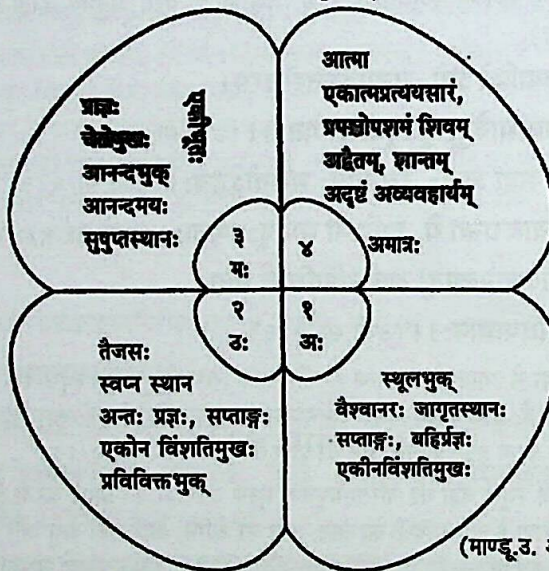 प्राज्ञः
चेतोमुखः
आनन्दभुक्
आनन्दमयः
सुषुप्तस्थानः
३
मः
आत्मा
एकात्मप्रत्ययसारं,
प्रपञ्चोपशमं शिवम्
अद्वैतम्, शान्तम्
अदृष्टं अव्यवहार्यम्
४
अमात्रः
२
उः
तैजसः
स्वप्न स्थान
अन्तः प्रज्ञः, सप्ताङ्गः
एकोन विंशतिमुखः
प्रविविक्तभुक्
१
अः
स्थूलभुक्
वैश्वानरः जागृतस्थानः
सप्ताङ्गः, बहिर्प्रज्ञः
एकीनविंशतिमुखः
(माण्डू.उ.